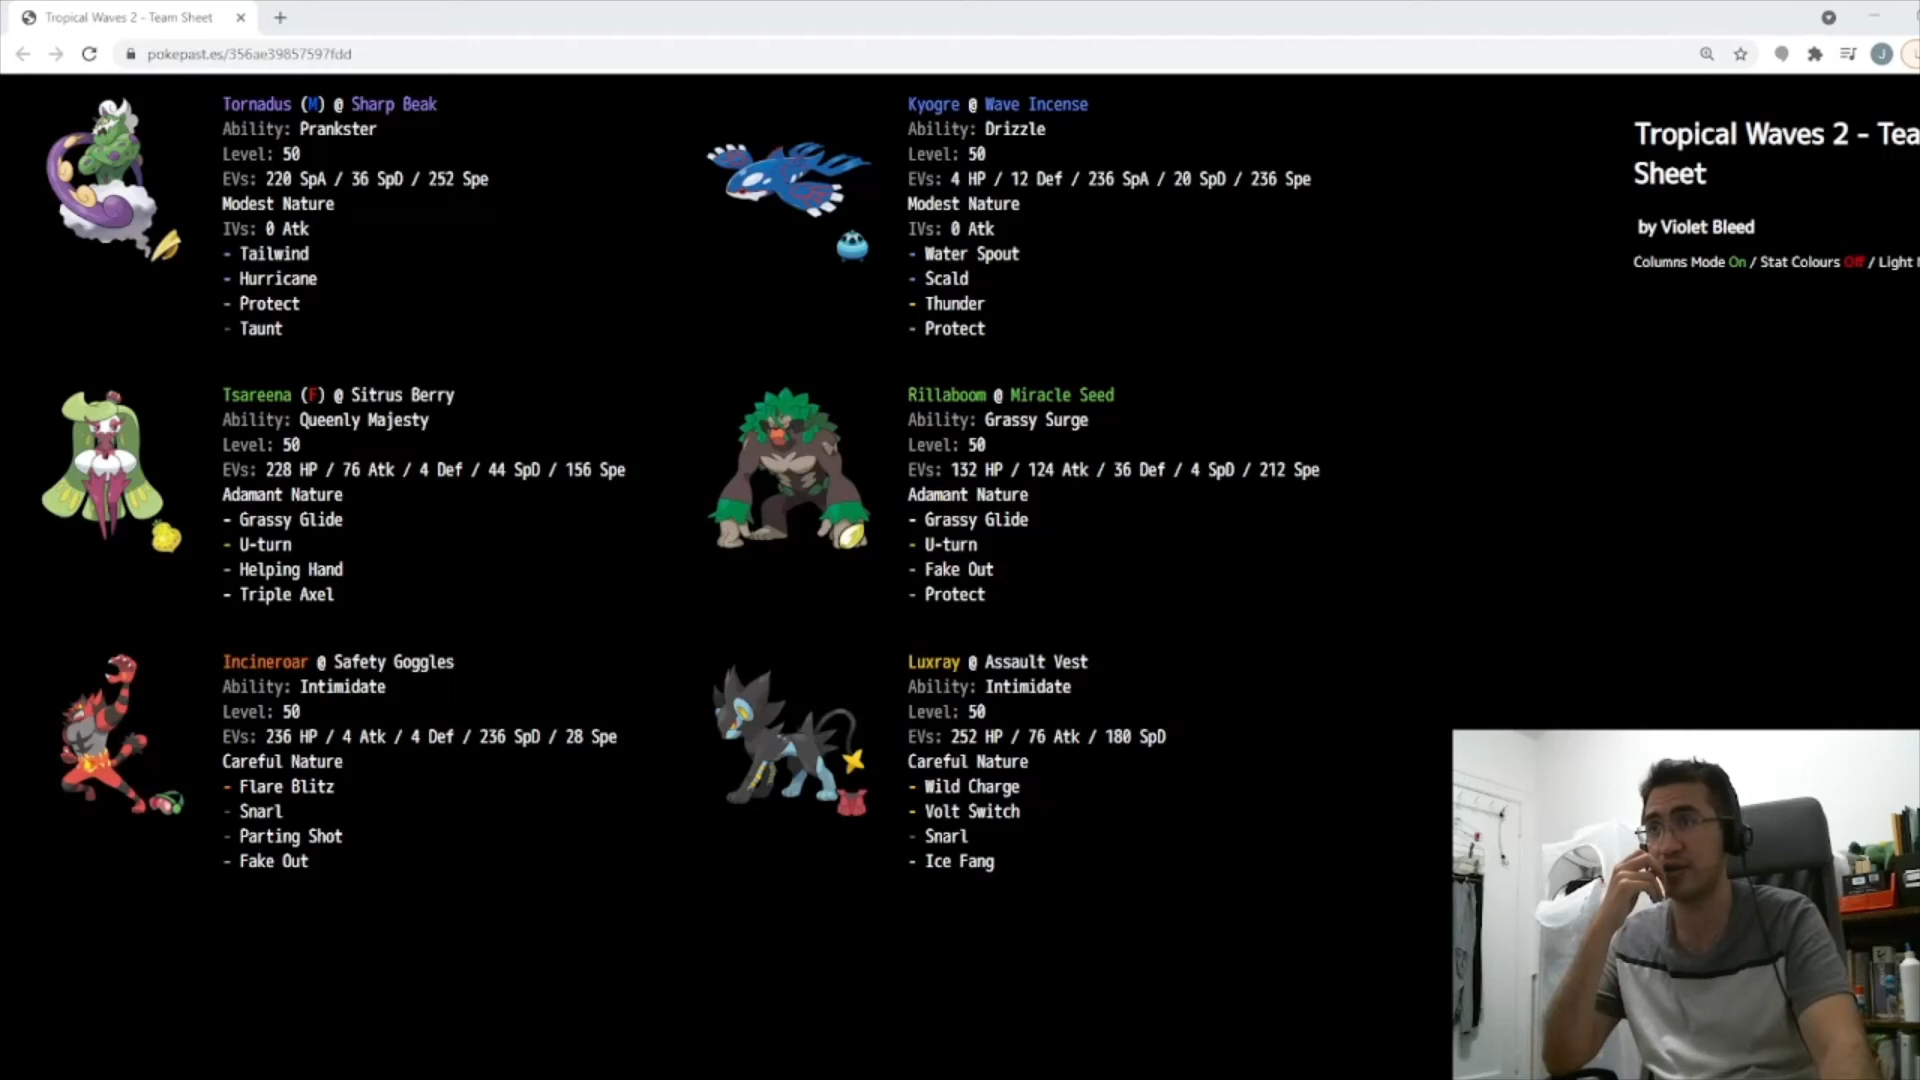 Tropical Waves 2 - Team Sheet
pokepast.es/356ae39857597fdd
Tornadus (M) @ Sharp Beak
Ability: Prankster
Level: 50
EVs: 220 SpA / 36 SpD / 252 Spe
Modest Nature
IVs: 0 Atk
- Tailwind
- Hurricane
- Protect
- Taunt
Kyogre @ Wave Incense
Ability: Drizzle
Level: 50
EVs: 4 HP / 12 Def / 236 SpA / 20 SpD / 236 Spe
Modest Nature
IVs: 0 Atk
- Water Spout
- Scald
- Thunder
- Protect
Tsareena (F) @ Sitrus Berry
Ability: Queenly Majesty
Level: 50
EVs: 228 HP / 76 Atk / 4 Def / 44 SpD / 156 Spe
Adamant Nature
- Grassy Glide
- U-turn
- Helping Hand
- Triple Axel
Rillaboom @ Miracle Seed
Ability: Grassy Surge
Level: 50
EVs: 132 HP / 124 Atk / 36 Def / 4 SpD / 212 Spe
Adamant Nature
- Grassy Glide
- U-turn
- Fake Out
- Protect
Incineroar @ Safety Goggles
Ability: Intimidate
Level: 50
EVs: 236 HP / 4 Atk / 4 Def / 236 SpD / 28 Spe
Careful Nature
- Flare Blitz
- Snarl
- Parting Shot
- Fake Out
Luxray @ Assault Vest
Ability: Intimidate
Level: 50
EVs: 252 HP / 76 Atk / 180 SpD
Careful Nature
- Wild Charge
- Volt Switch
- Snarl
- Ice Fang
Tropical Waves 2 - Tea
Sheet
by Violet Bleed
Columns Mode On / Stat Colours Off / Light
J